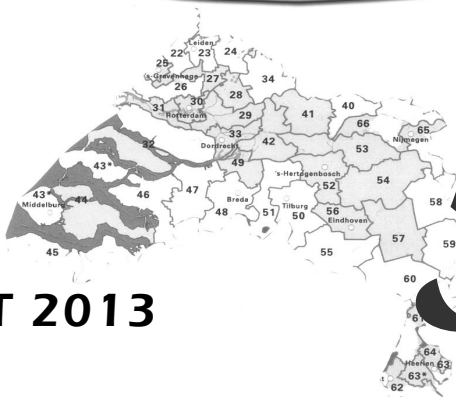 Leiden
22 23 24
25
's-Gravenhage 27 34
26 28
31 30 41 40
Rotterdam 29 66 65
33 Nijmegen
32 Dordrecht 42 53
43* 49 's-Hertogenbosch 54
43* 44 46 47 52 58
Middelburg Breda Tilburg 56
48 51 50 Eindhoven 57 59
45 55
60
T 2013 61
64
Heerlen 63
63*
62